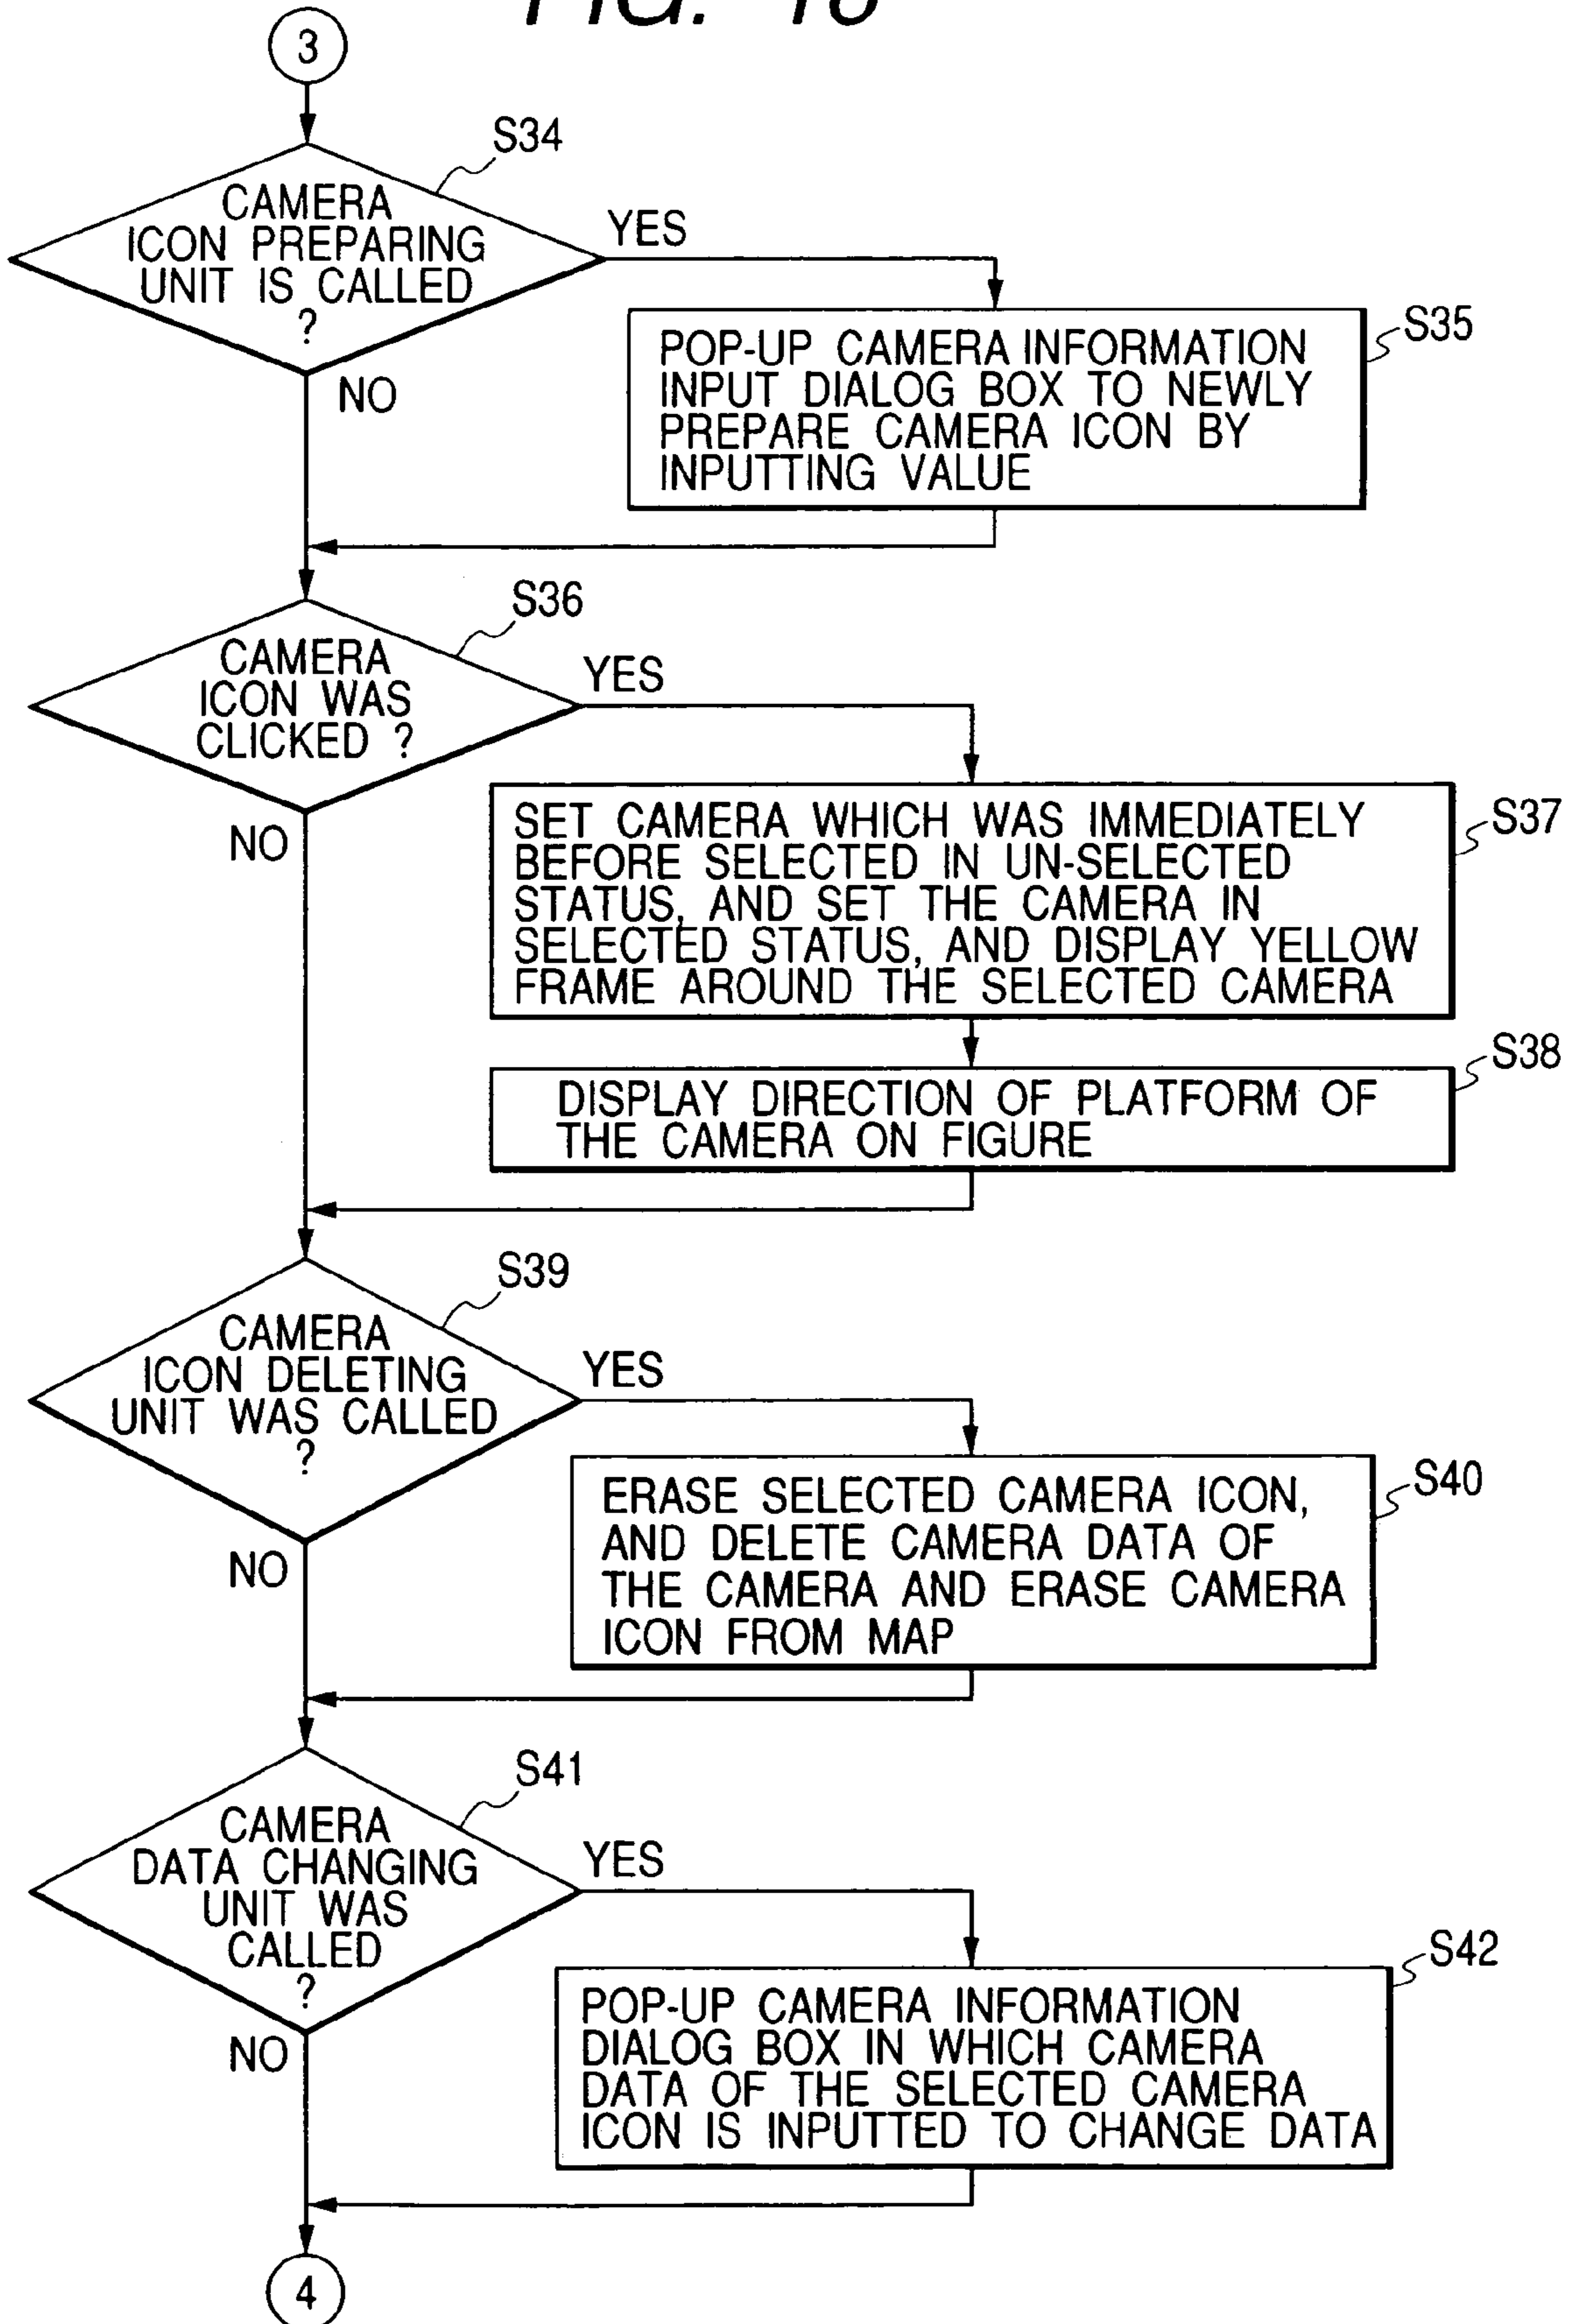 FIG.
3
S34
CAMERA
ICON PREPARING
UNIT IS CALLED
?
YES
NO
S35
POP-UP CAMERA INFORMATION
INPUT DIALOG BOX TO NEWLY
PREPARE CAMERA ICON BY
INPUTTING VALUE
S36
CAMERA
ICON WAS
CLICKED ?
YES
NO
S37
SET CAMERA WHICH WAS IMMEDIATELY
BEFORE SELECTED IN UN-SELECTED
STATUS, AND SET THE CAMERA IN
SELECTED STATUS, AND DISPLAY YELLOW
FRAME AROUND THE SELECTED CAMERA
S38
DISPLAY DIRECTION OF PLATFORM OF
THE CAMERA ON FIGURE
S39
CAMERA
ICON DELETING
UNIT WAS CALLED
?
YES
NO
S40
ERASE SELECTED CAMERA ICON,
AND DELETE CAMERA DATA OF
THE CAMERA AND ERASE CAMERA
ICON FROM MAP
S41
CAMERA
DATA CHANGING
UNIT WAS
CALLED
?
YES
NO
S42
POP-UP CAMERA INFORMATION
DIALOG BOX IN WHICH CAMERA
DATA OF THE SELECTED CAMERA
ICON IS INPUTTED TO CHANGE DATA
4